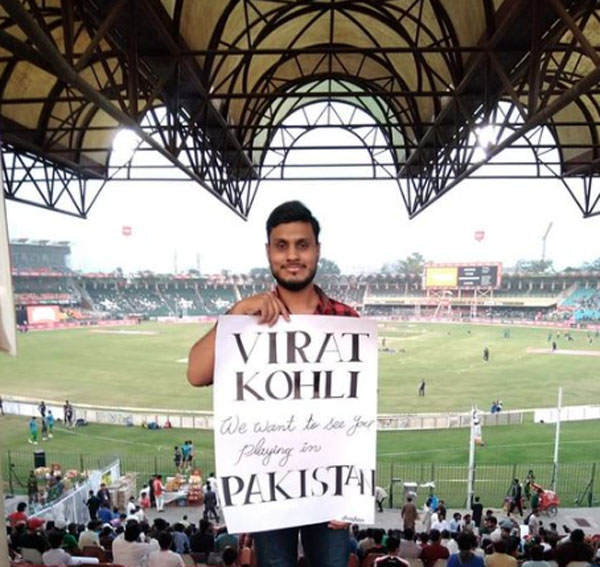 VIRAT
KOHLI
We want to see you
playing in
PAKISTAN